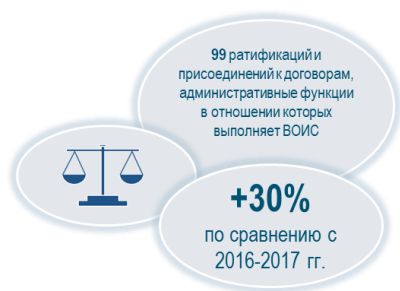 99 ратификаций и
присоединений к договорам,
административные функции
в отношении которых
выполняет ВОИС
+30%
по сравнению с
2016-2017 гг.